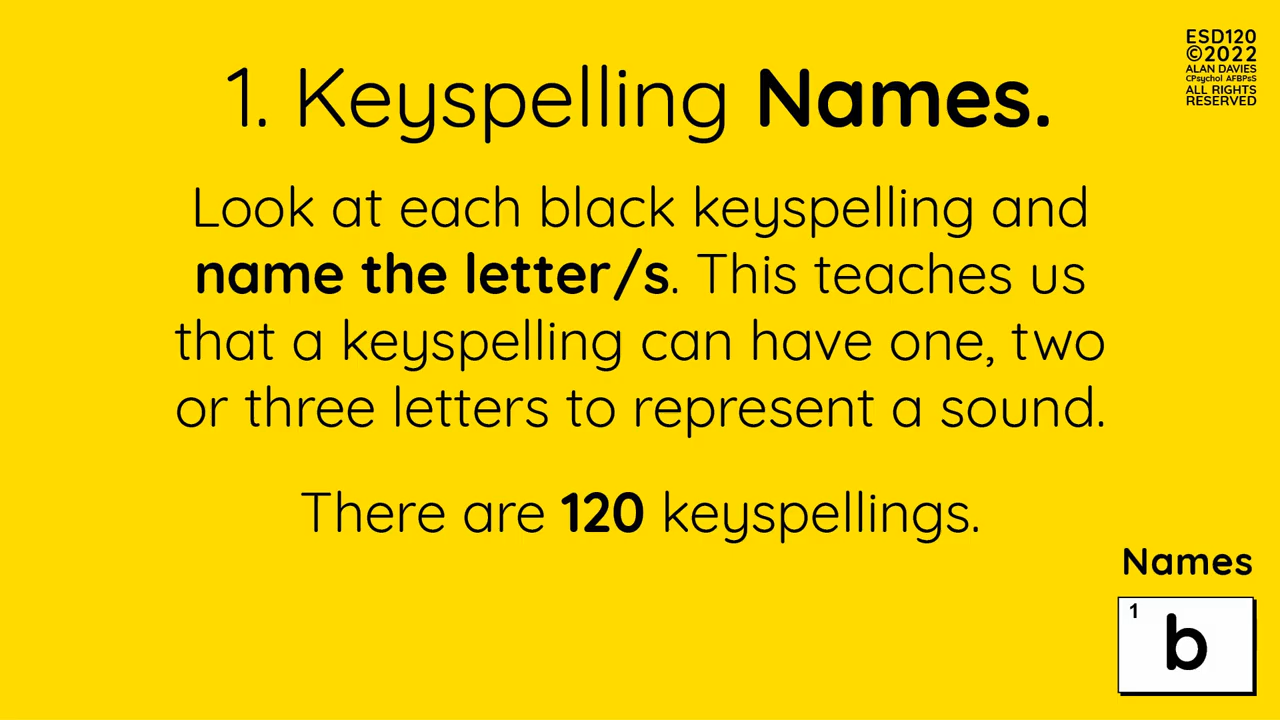 ESD120
©2022
ALAN DAVIES
CPsychol AFBPsS
ALL RIGHTS
RESERVED
1. Keyspelling Names.
Look at each black keyspelling and
name the letter/s. This teaches us
that a keyspelling can have one, two
or three letters to represent a sound.
There are 120 keyspellings.
Names
1
b